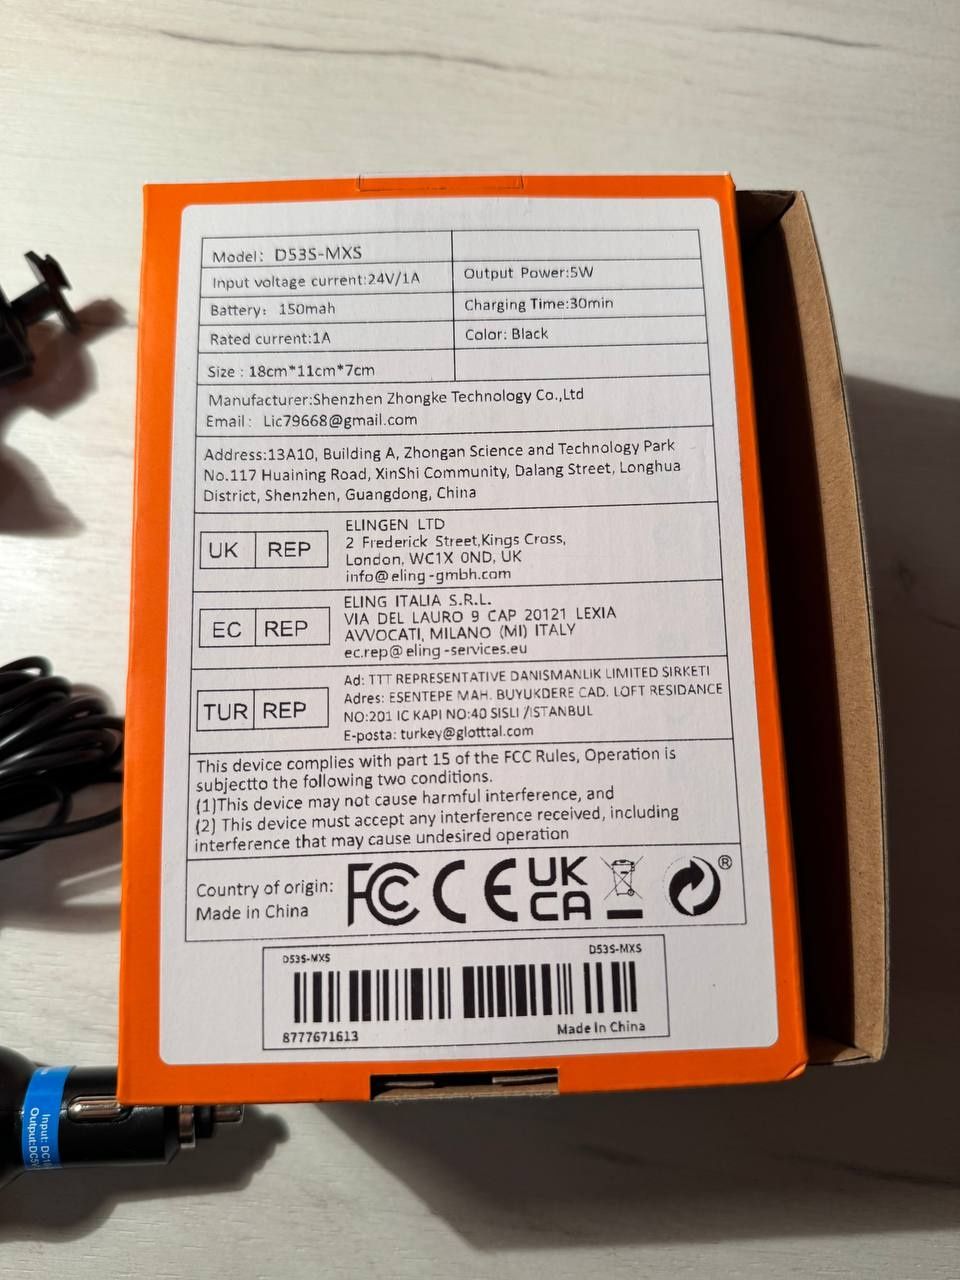 Model: D53S-MXS
Input voltage current:24V/1A
Output Power:5W
Battery: 150mah
Charging Time:30min
Rated current:1A
Color: Black
Size : 18cm*11cm*7cm
Manufacturer:Shenzhen Zhongke Technology Co.,Ltd
Email : Lic79668@gmail.com
Address:13A10, Building A, Zhongan Science and Technology Park
No.117 Huaining Road, XinShi Community, Dalang Street, Longhua
District, Shenzhen, Guangdong, China
UK REP
ELINGEN LTD
2 Frederick Street,Kings Cross,
London, WC1X 0ND, UK
info@eling-gmbh.com
EC REP
ELING ITALIA S.R.L.
VIA DEL LAURO 9 CAP 20121 LEXIA
AVVOCATI, MILANO (MI) ITALY
ec.rep@eling-services.eu
TUR REP
Ad: TTT REPRESENTATIVE DANISMANLIK LIMITED SIRKETI
Adres: ESENTEPE MAH. BUYUKDERE CAD. LOFT RESIDANCE
NO:201 IC KAPI NO:40 SISLI /ISTANBUL
E-posta: turkey@glotttal.com
This device complies with part 15 of the FCC Rules, Operation is
subjectto the following two conditions.
(1)This device may not cause harmful interference, and
(2) This device must accept any interference received, including
interference that may cause undesired operation
Country of origin:
Made in China
FCC CE UK CA ®
D53S-MXS D53S-MXS
8777671613 Made In China
Input: DC1
Output:DC5V